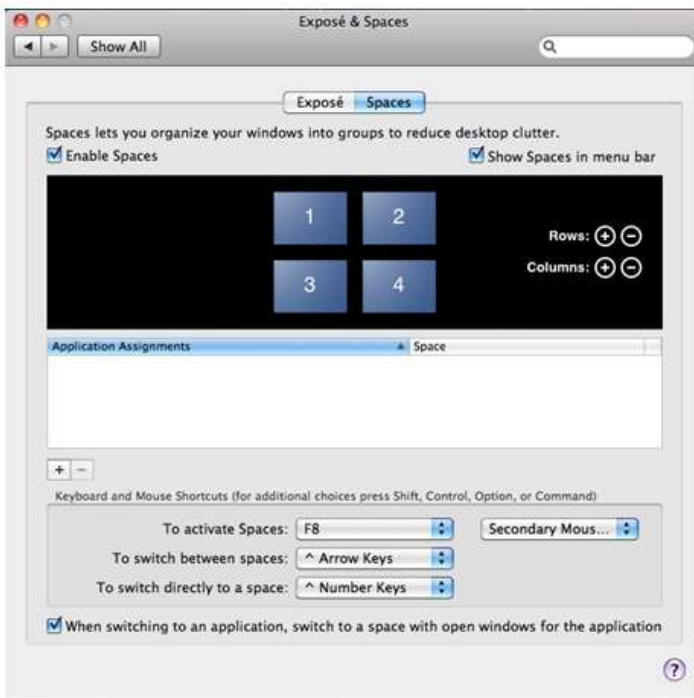 Exposé & Spaces
Show All
Exposé Spaces
Spaces lets you organize your windows into groups to reduce desktop clutter.
Enable Spaces Show Spaces in menu bar
1 2
Rows: + −
Columns: + −
3 4
Application Assignments Space
+ −
Keyboard and Mouse Shortcuts (for additional choices press Shift, Control, Option, or Command)
To activate Spaces: F8 Secondary Mous...
To switch between spaces: ^ Arrow Keys
To switch directly to a space: ^ Number Keys
When switching to an application, switch to a space with open windows for the application
?